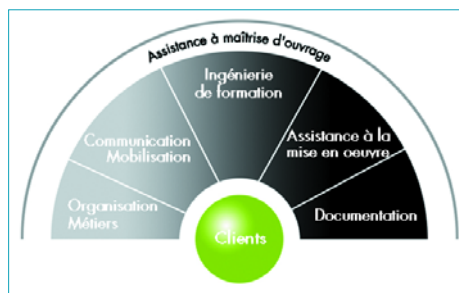 Assistance à maîtrise d'ouvrage
Ingénierie
de formation
Communication
Mobilisation
Assistance à la
mise en oeuvre
Organisation
Métiers
Documentation
Clients